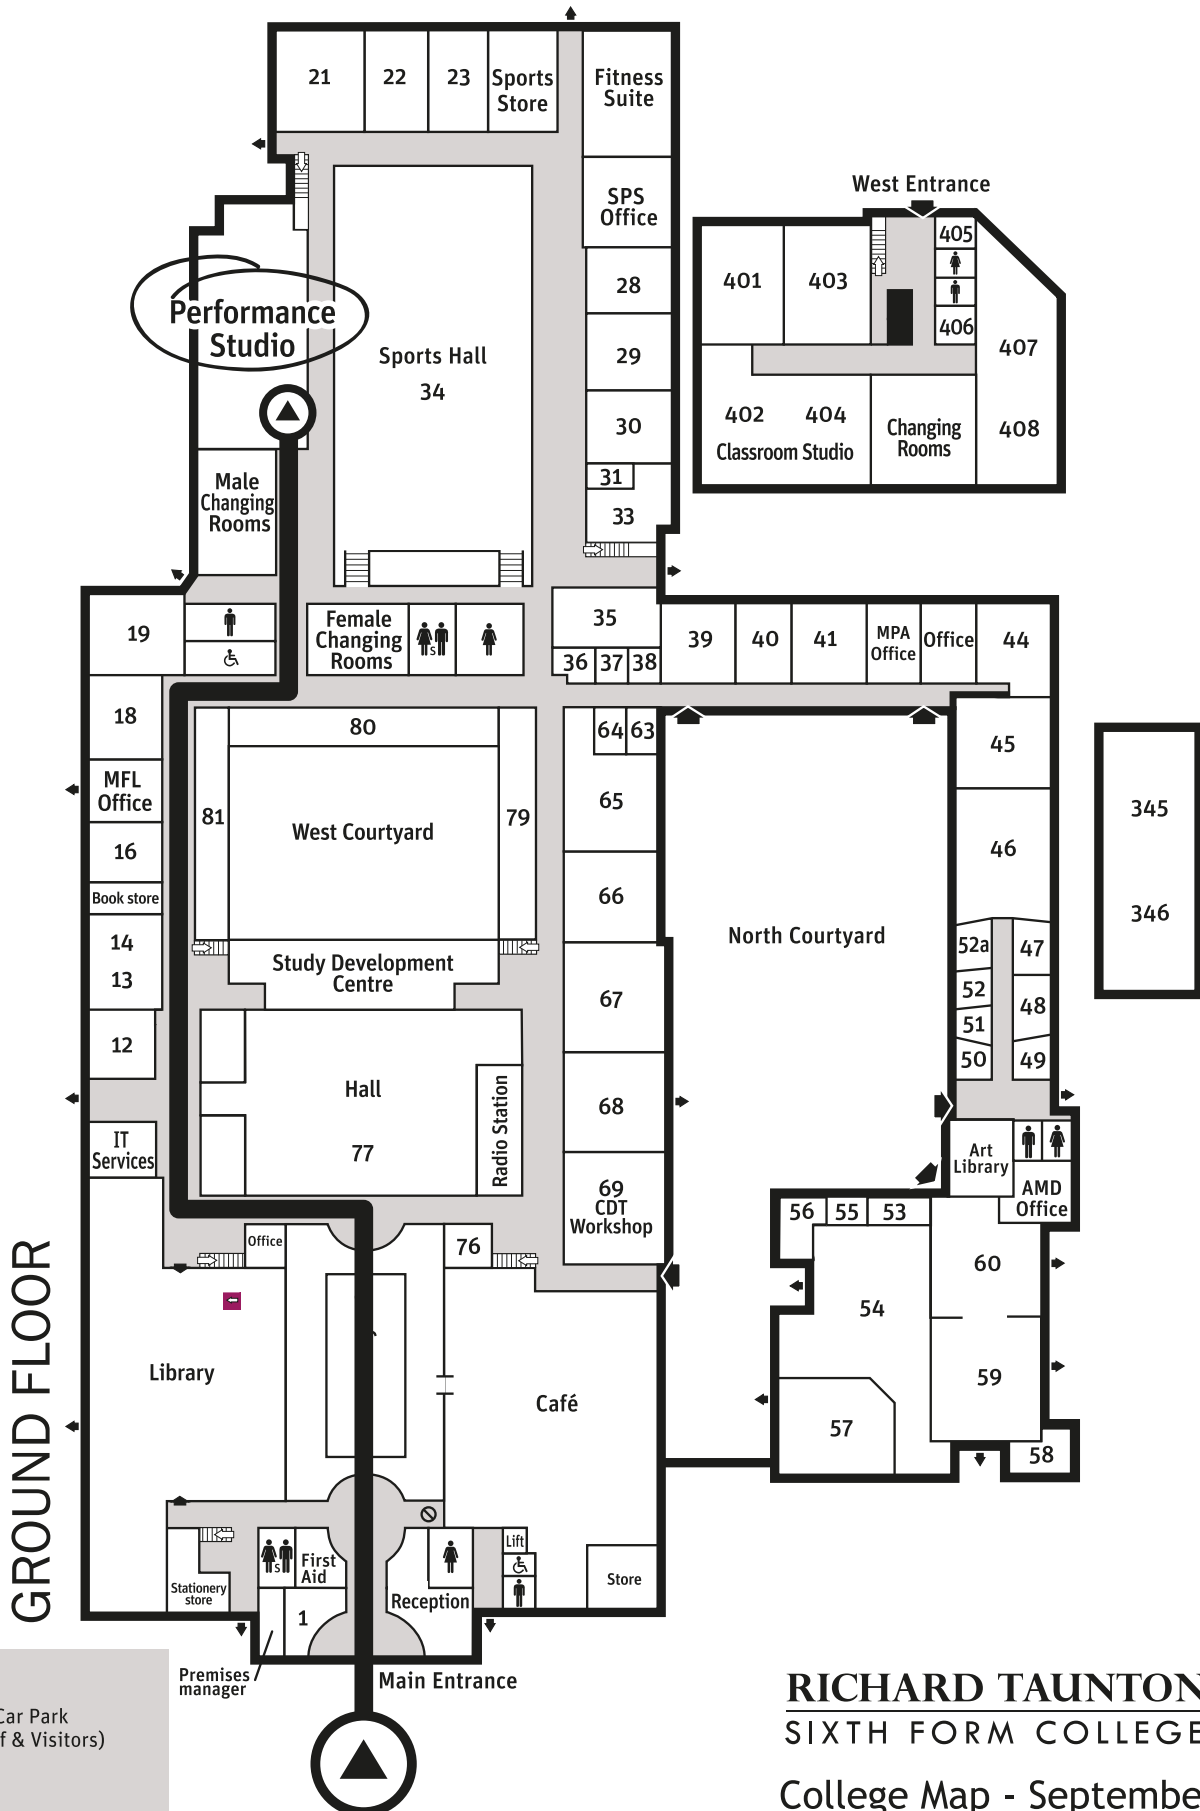 21
22
23
Sports
Store
Fitness
Suite
SPS
Office
West Entrance
401
403
405
406
407
408
402
404
Classroom Studio
Changing
Rooms
Performance
Studio
Sports Hall
34
28
29
30
31
33
Male
Changing
Rooms
19
Female
Changing
Rooms
S
35
36
37
38
39
40
41
MPA
Office
Office
44
18
MFL
Office
16
Book store
14
13
12
IT
Services
80
81
West Courtyard
79
Study Development
Centre
Hall
77
Radio Station
64
63
65
66
67
68
69
CDT
Workshop
North Courtyard
45
46
52a
47
52
48
51
50
49
345
346
Art
Library
AMD
Office
56
55
53
60
54
59
57
58
Office
76
Library
Café
GROUND FLOOR
S
First
Aid
Lift
Stationery
store
1
Reception
Store
Premises
manager
Main Entrance
Car Park
f & Visitors)
RICHARD TAUNTON
SIXTH FORM COLLEGE
College Map - Septembe